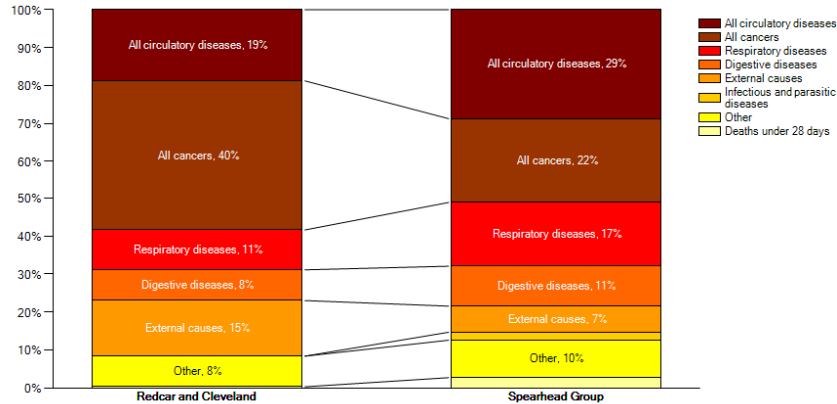 100%
90%
80%
70%
60%
50%
40%
30%
20%
10%
0%
All circulatory diseases, 19%
All cancers, 40%
Respiratory diseases, 11%
Digestive diseases, 8%
External causes, 15%
Other, 8%
Redcar and Cleveland
All circulatory diseases, 29%
All cancers, 22%
Respiratory diseases, 17%
Digestive diseases, 11%
External causes, 7%
Other, 10%
Spearhead Group
All circulatory diseases
All cancers
Respiratory diseases
Digestive diseases
External causes
Infectious and parasitic
diseases
Other
Deaths under 28 days